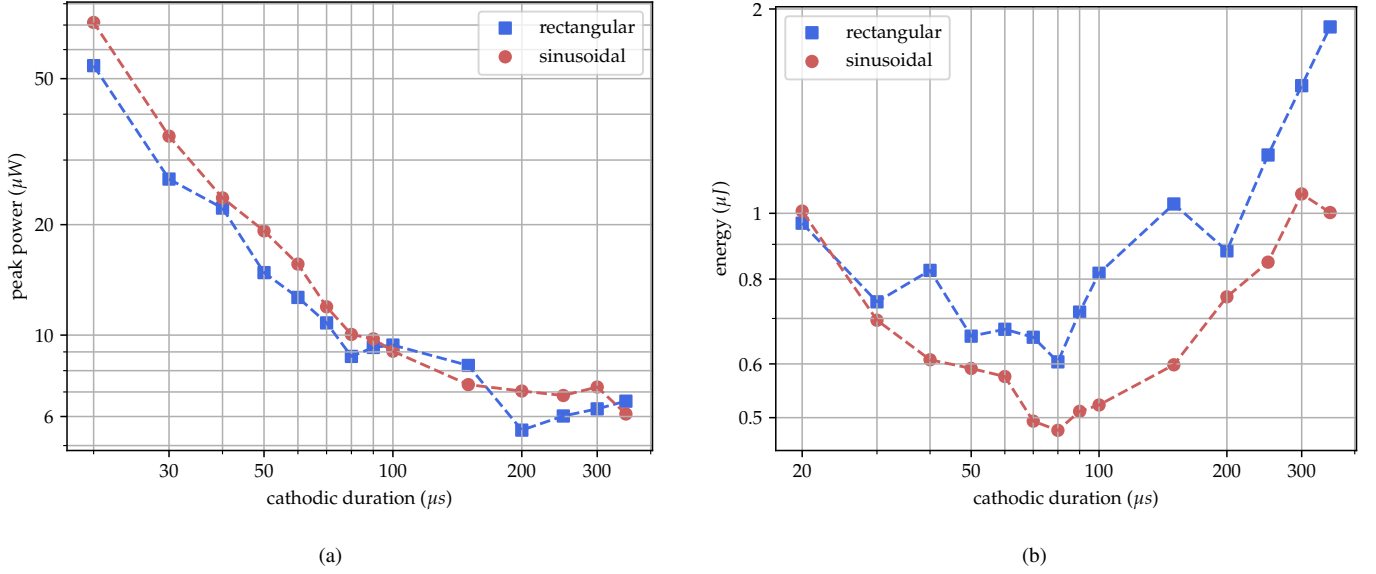 rectangular
sinusoidal
50
20
10
6
peak power (μW)
30
50
100
200
300
cathodic duration (μs)
(a)
rectangular
sinusoidal
2
1
0.8
0.6
0.5
energy (μJ)
20
50
100
200
300
cathodic duration (μs)
(b)